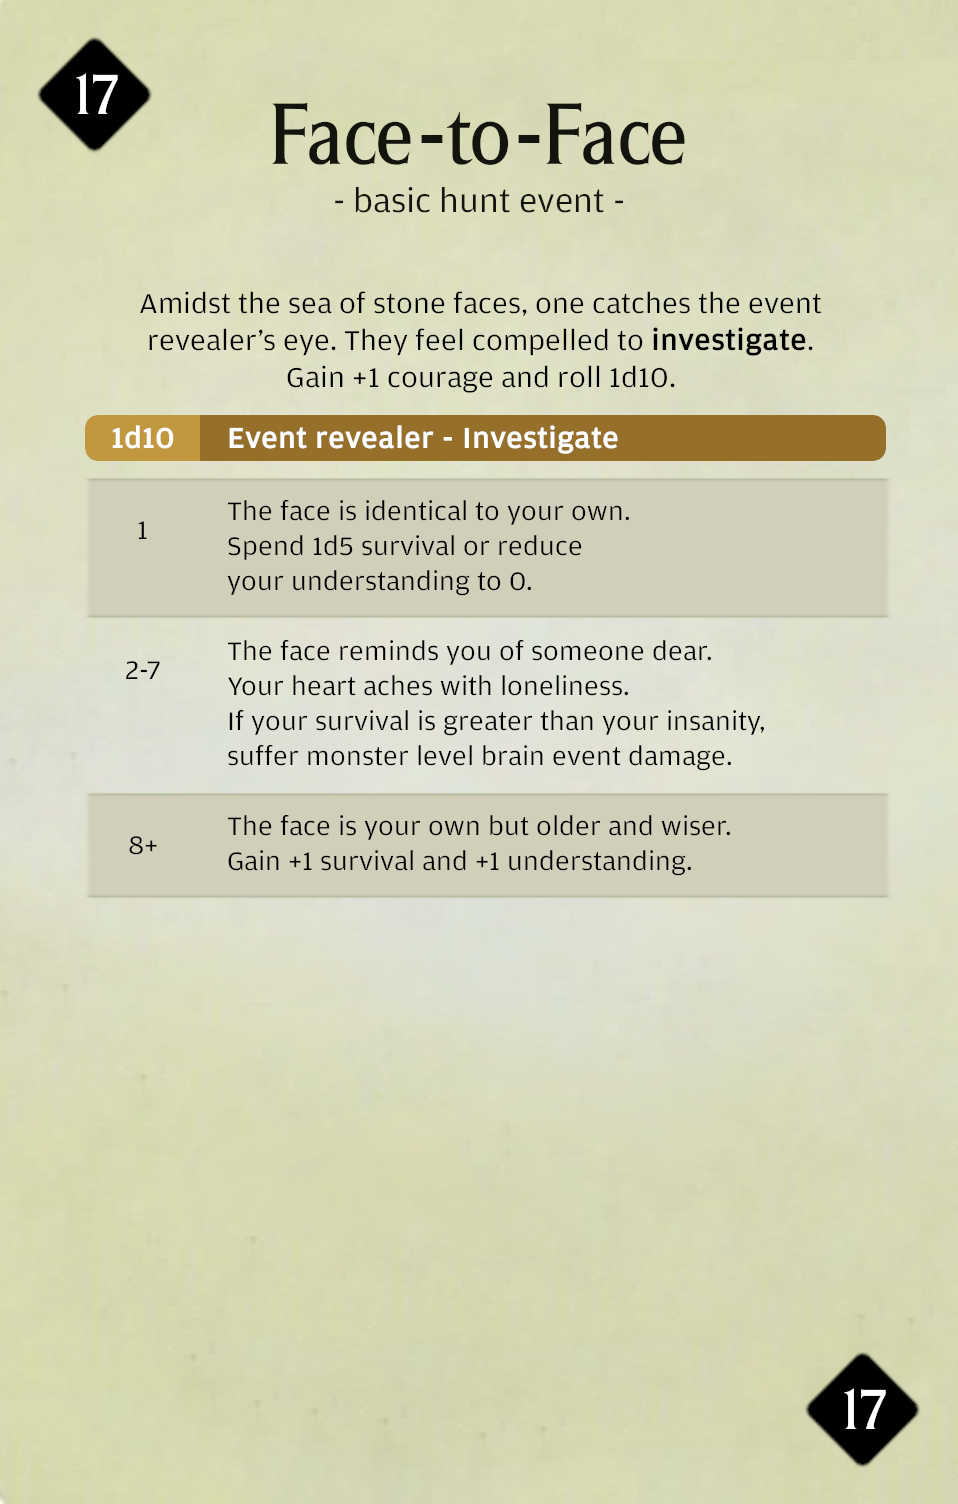 17
Face-to-Face
- basic hunt event -
Amidst the sea of stone faces, one catches the event
revealer's eye. They feel compelled to investigate.
Gain +1 courage and roll 1d10.
1d10 Event revealer - Investigate
1 The face is identical to your own.
Spend 1d5 survival or reduce
your understanding to 0.
2-7 The face reminds you of someone dear.
Your heart aches with loneliness.
If your survival is greater than your insanity,
suffer monster level brain event damage.
8+ The face is your own but older and wiser.
Gain +1 survival and +1 understanding.
17